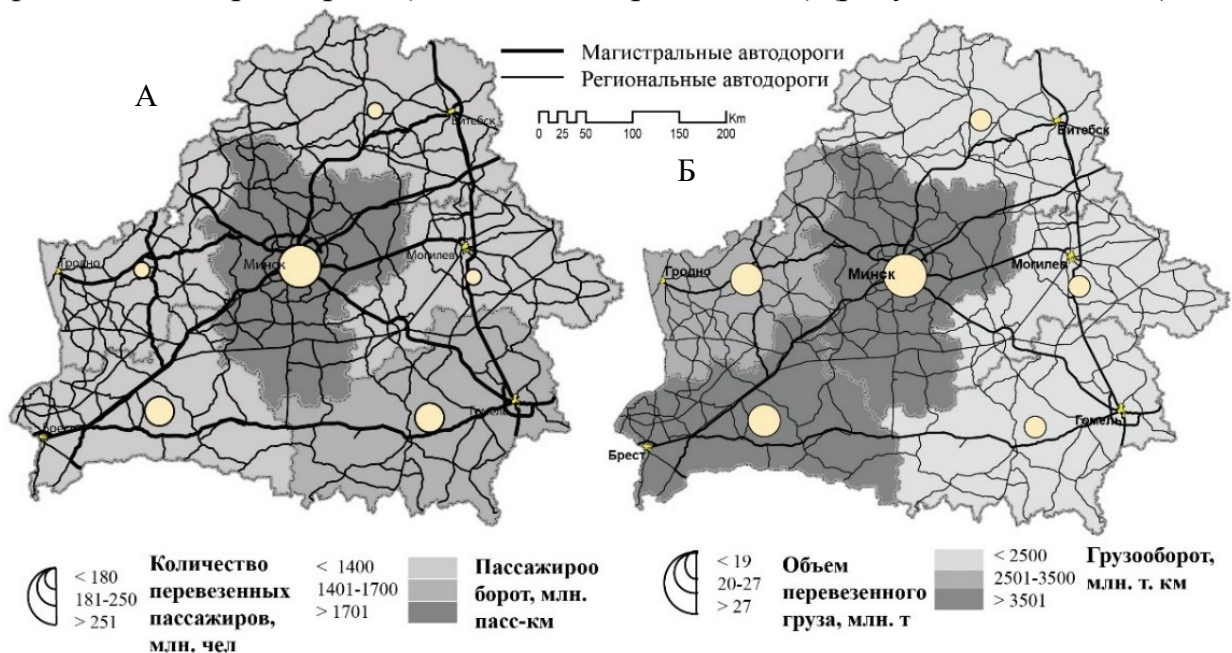 А
Магистральные автодороги
Региональные автодороги
Km
0 25 50 100 150 200
Б
Витебск
Гродно
Минск
Могилев
Брест
Гомель
Витебск
Гродно
Минск
Могилев
Гомель
Брест
< 180
181-250
> 251
Количество
перевезенных
пассажиров,
млн. чел
< 1400
1401-1700
> 1701
Пассажироо
борот, млн.
пасс-км
< 19
20-27
> 27
Объем
перевезенного
груза, млн. т
< 2500
2501-3500
> 3501
Грузооборот,
млн. т. км